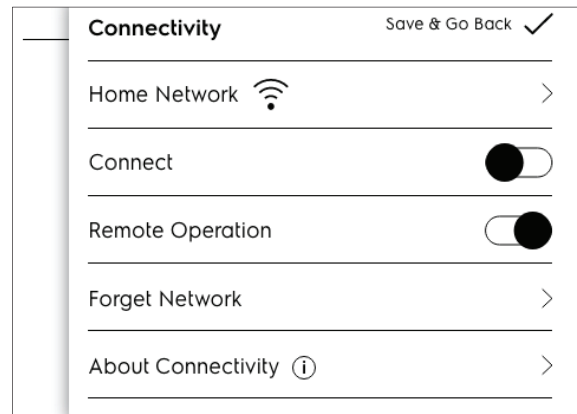 Connectivity Save & Go Back
Home Network
Connect
Remote Operation
Forget Network
About Connectivity i